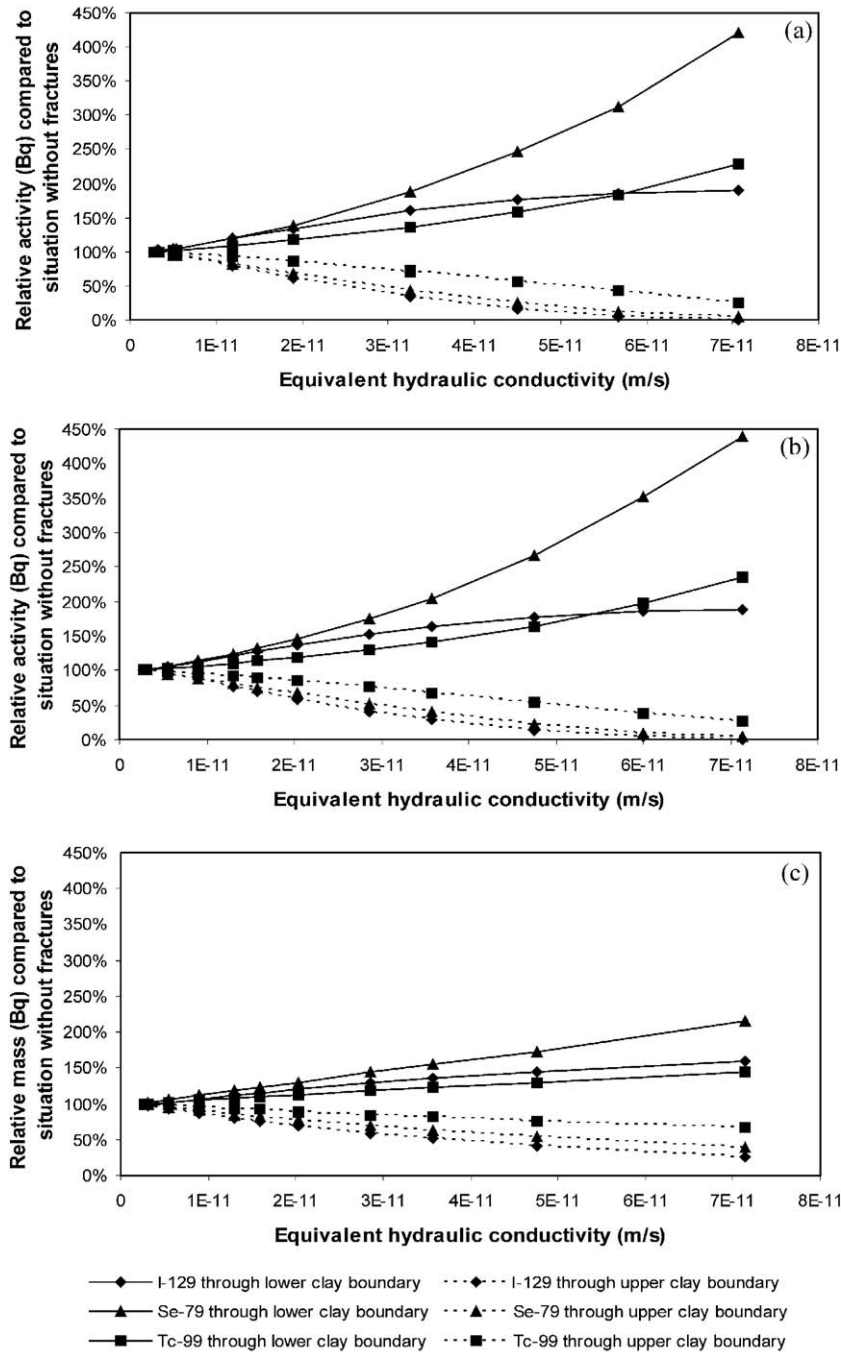 (a)
Relative activity (Bq) compared to
situation without fractures
450%
400%
350%
300%
250%
200%
150%
100%
50%
0%
0 1E-11 2E-11 3E-11 4E-11 5E-11 6E-11 7E-11 8E-11
Equivalent hydraulic conductivity (m/s)
(b)
Relative activity (Bq) compared to
situation without fractures
450%
400%
350%
300%
250%
200%
150%
100%
50%
0%
0 1E-11 2E-11 3E-11 4E-11 5E-11 6E-11 7E-11 8E-11
Equivalent hydraulic conductivity (m/s)
(c)
Relative mass (Bq) compared to
situation without fractures
450%
400%
350%
300%
250%
200%
150%
100%
50%
0%
0 1E-11 2E-11 3E-11 4E-11 5E-11 6E-11 7E-11 8E-11
Equivalent hydraulic conductivity (m/s)
I-129 through lower clay boundary
I-129 through upper clay boundary
Se-79 through lower clay boundary
Se-79 through upper clay boundary
Tc-99 through lower clay boundary
Tc-99 through upper clay boundary